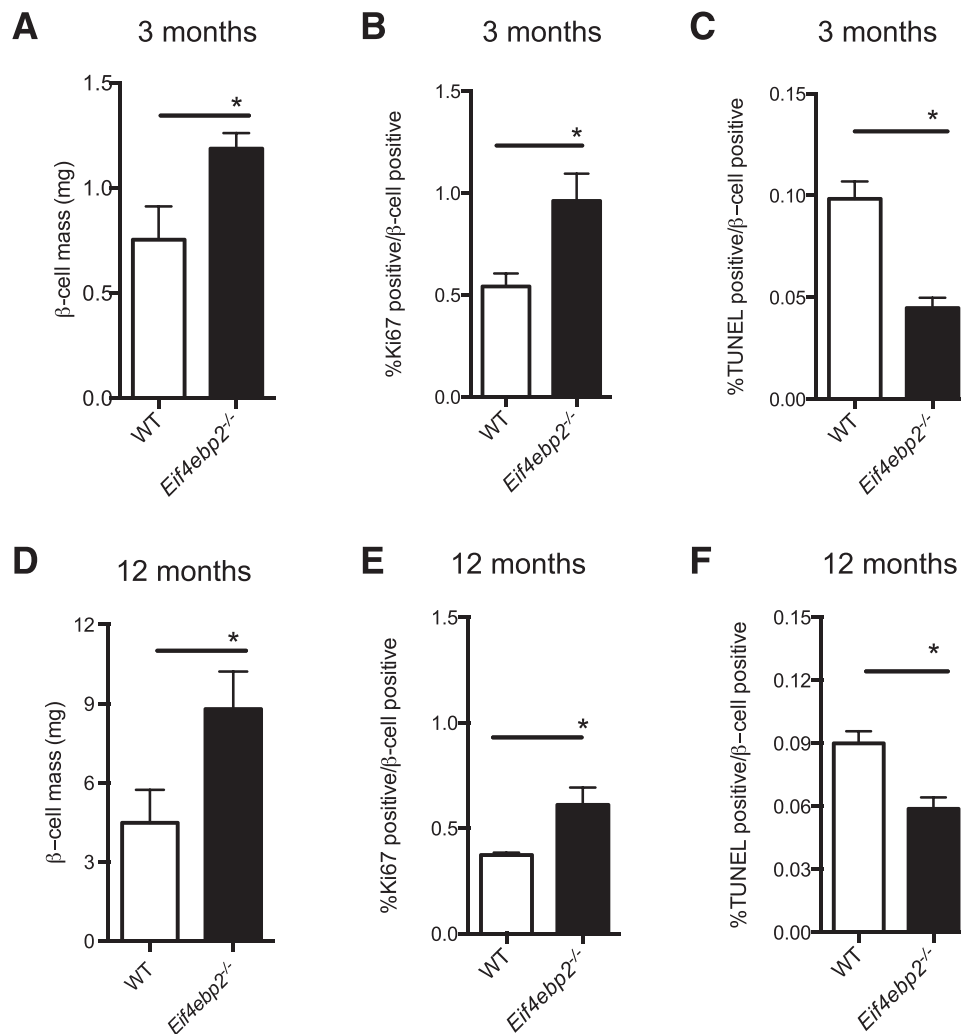 A
3 months
β-cell mass (mg)
1.5
1.0
0.5
0.0
*
WT
Eif4ebp2-/-
B
3 months
%Ki67 positive/β-cell positive
1.5
1.0
0.5
0.0
*
WT
Eif4ebp2-/-
C
3 months
%TUNEL positive/β−cell positive
0.15
0.10
0.05
0.00
*
WT
Eif4ebp2-/-
D
12 months
β−cell mass (mg)
12
9
6
3
0
*
WT
Eif4ebp2-/-
E
12 months
%Ki67 positive/β-cell positive
1.5
1.0
0.5
0.0
*
WT
Eif4ebp2-/-
F
12 months
%TUNEL positive/β−cell positive
0.15
0.12
0.09
0.06
0.03
0.00
*
WT
Eif4ebp2-/-